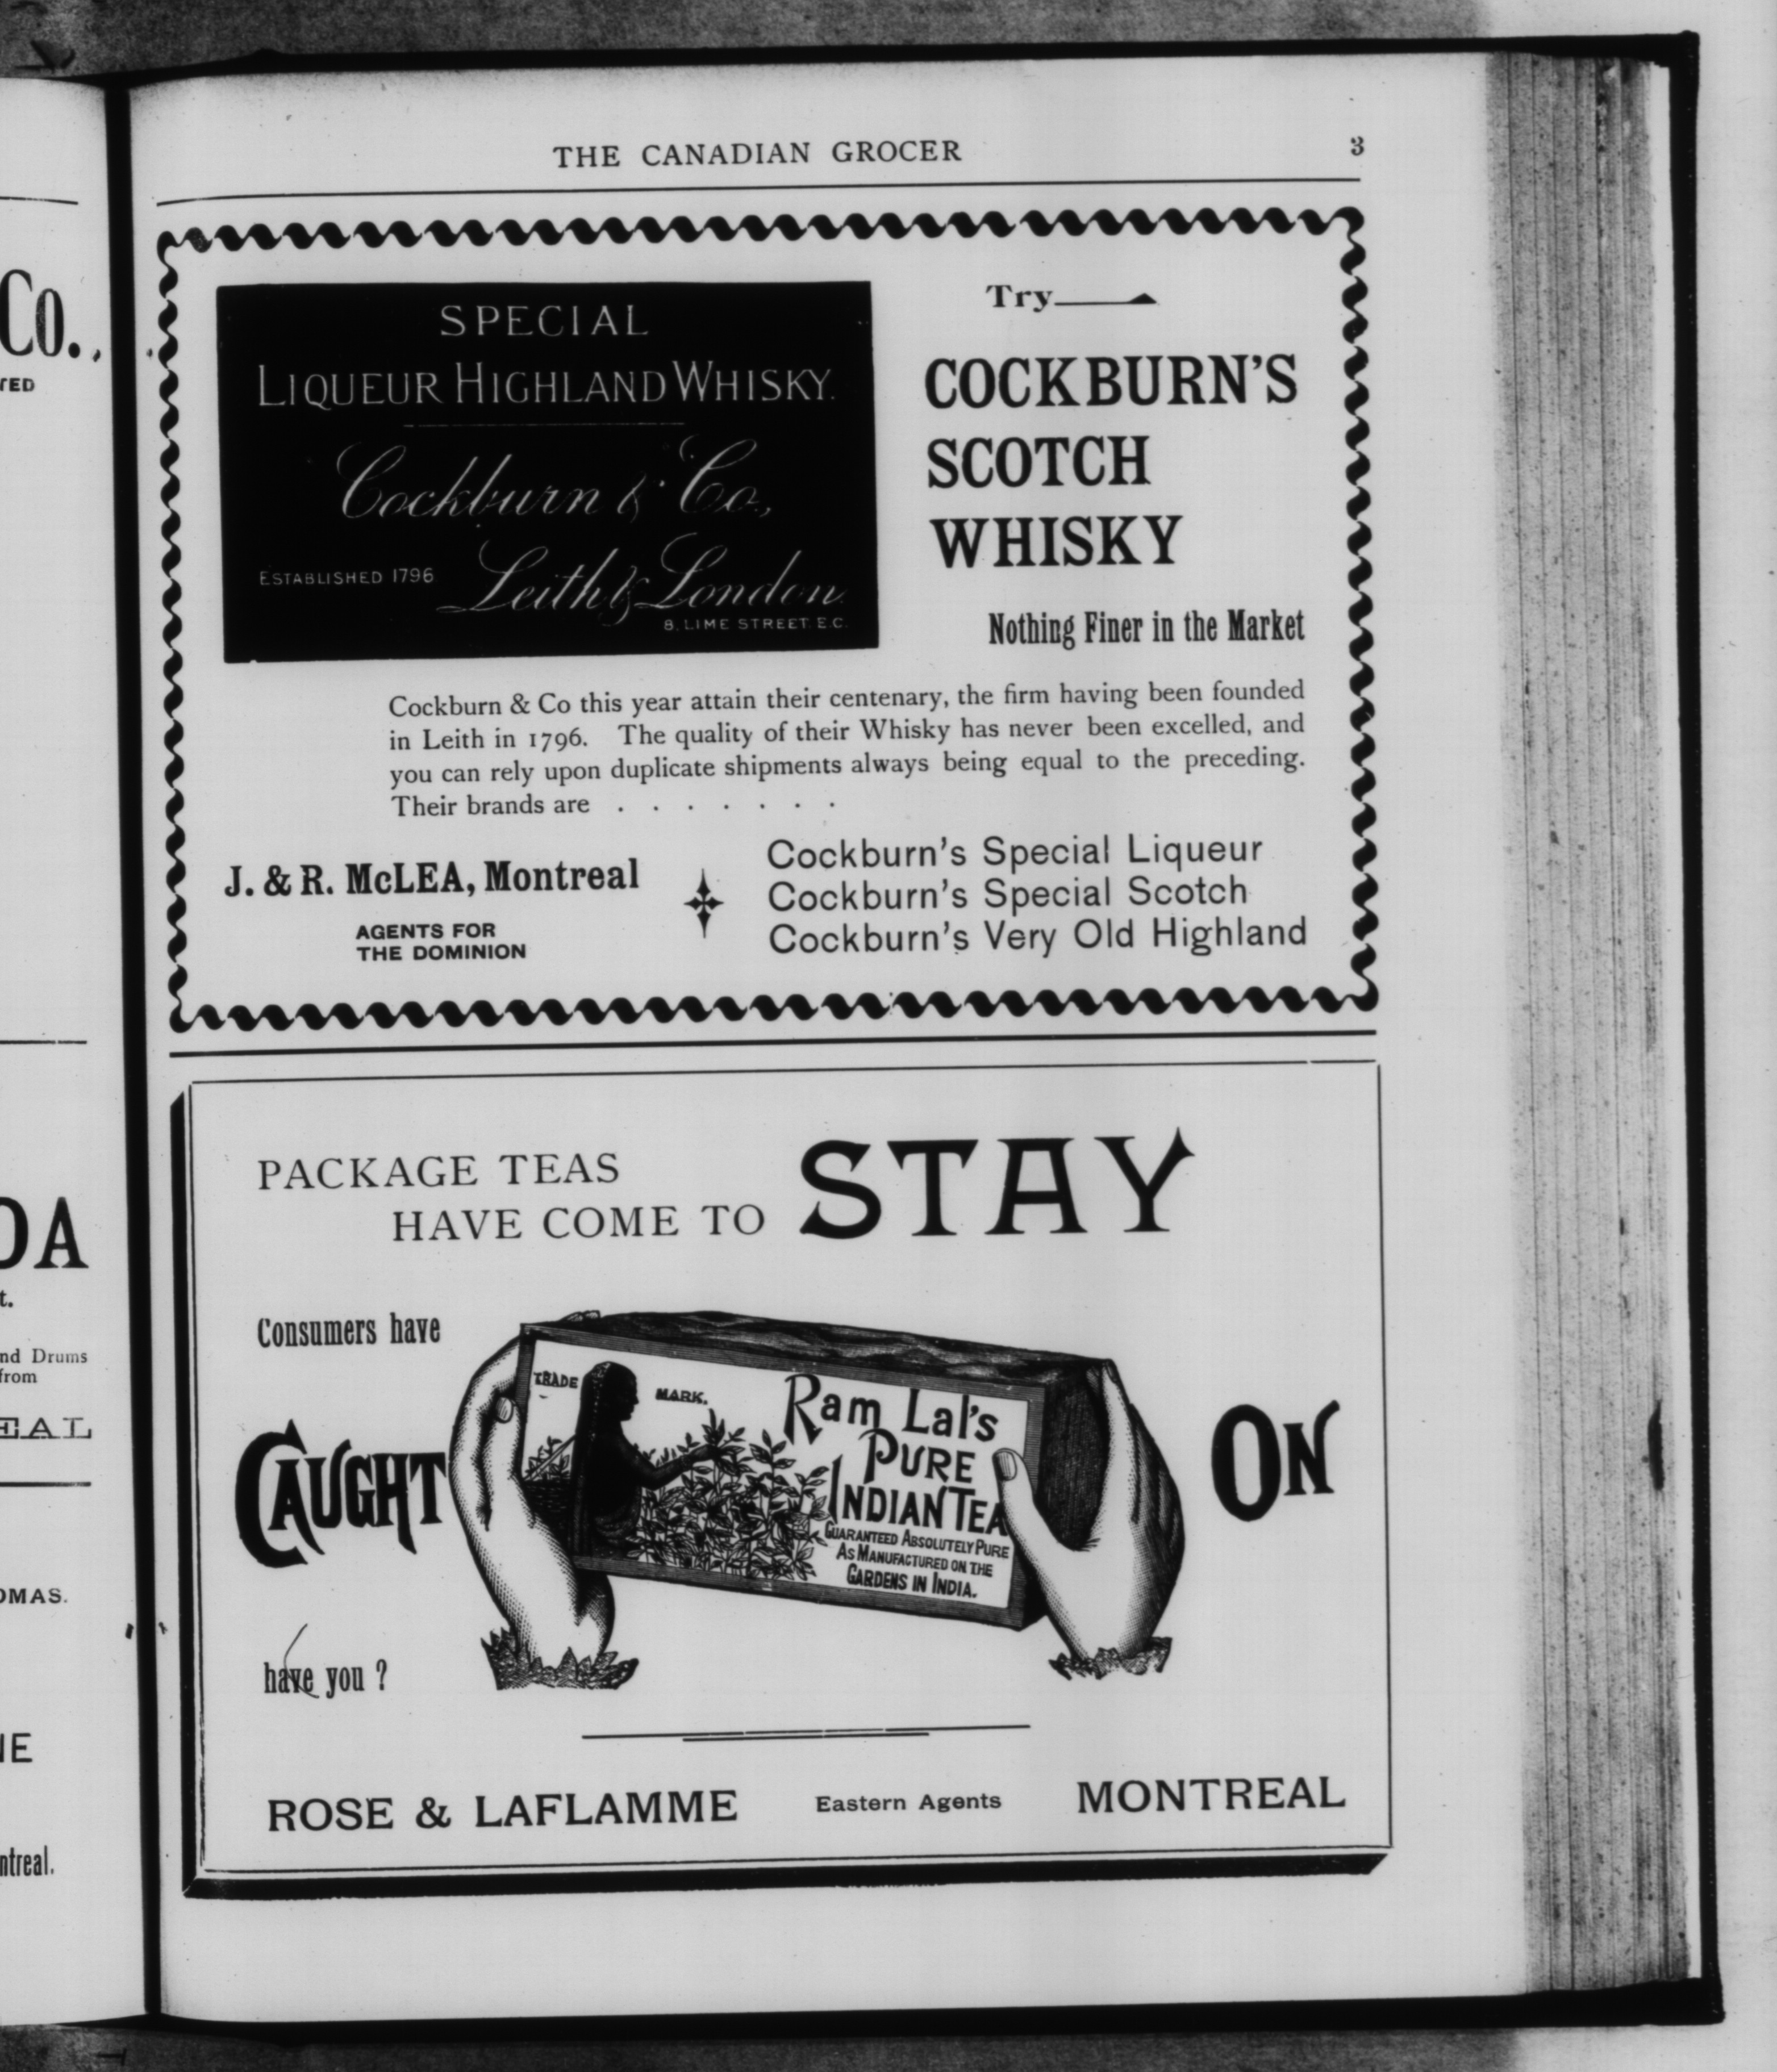 Co.,
TED
DA
t.
nd Drums
from
EAL
OMAS.
NE
ntreal.
THE CANADIAN GROCER 3
SPECIAL
LIQUEUR HIGHLAND WHISKY.
Cockburn & Co.,
ESTABLISHED 1796. Leith & London.
8, LIME STREET. E.C.
Try
COCKBURN'S
SCOTCH
WHISKY
Nothing Finer in the Market
Cockburn & Co this year attain their centenary, the firm having been founded
in Leith in 1796. The quality of their Whisky has never been excelled, and
you can rely upon duplicate shipments always being equal to the preceding.
Their brands are . . . . . . .
J. & R. McLEA, Montreal
AGENTS FOR
THE DOMINION
Cockburn's Special Liqueur
Cockburn's Special Scotch
Cockburn's Very Old Highland
PACKAGE TEAS
HAVE COME TO STAY
Consumers have
CAUGHT
TRADE MARK.
Ram Lal's
PURE
INDIAN TEA
GUARANTEED ABSOLUTELY PURE
AS MANUFACTURED ON THE
GARDENS IN INDIA.
ON
have you ?
ROSE & LAFLAMME Eastern Agents MONTREAL